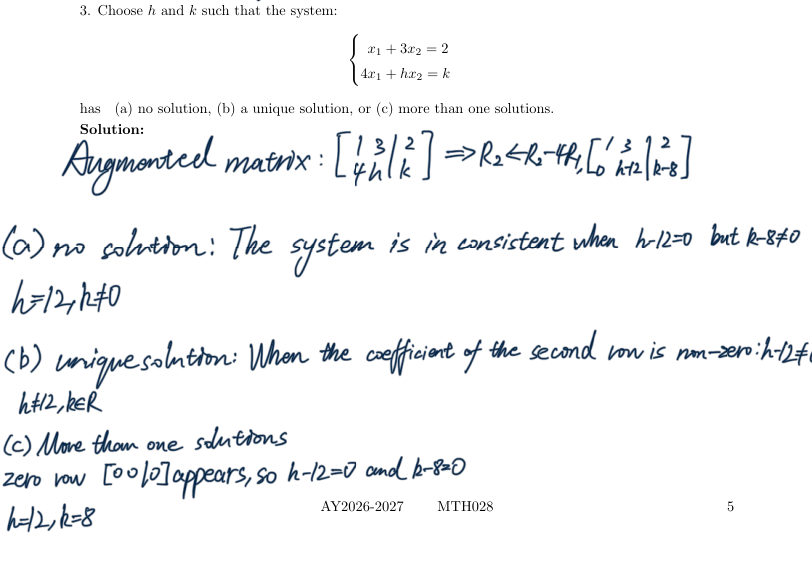 3. Choose h and k such that the system:
x₁ + 3x₂ = 2
4x₁ + hx₂ = k
has (a) no solution, (b) a unique solution, or (c) more than one solutions.
Solution:
Augmented matrix: [1 3 | 2; 4 h | k] ⇒ R₂←R₂-4R₁ [1 3 | 2; 0 h-12 | k-8]
(a) no solution: The system is in consistent when h-12=0 but k-8≠0
h=12, h≠0
(b) unique solution: When the coefficient of the second row is non-zero: h-12≠
h≠12, k∈R
(c) More than one solutions
zero row [0 0 | 0] appears, so h-12=0 and k-8=0
h=12, k=8
AY2026-2027 MTH028 5